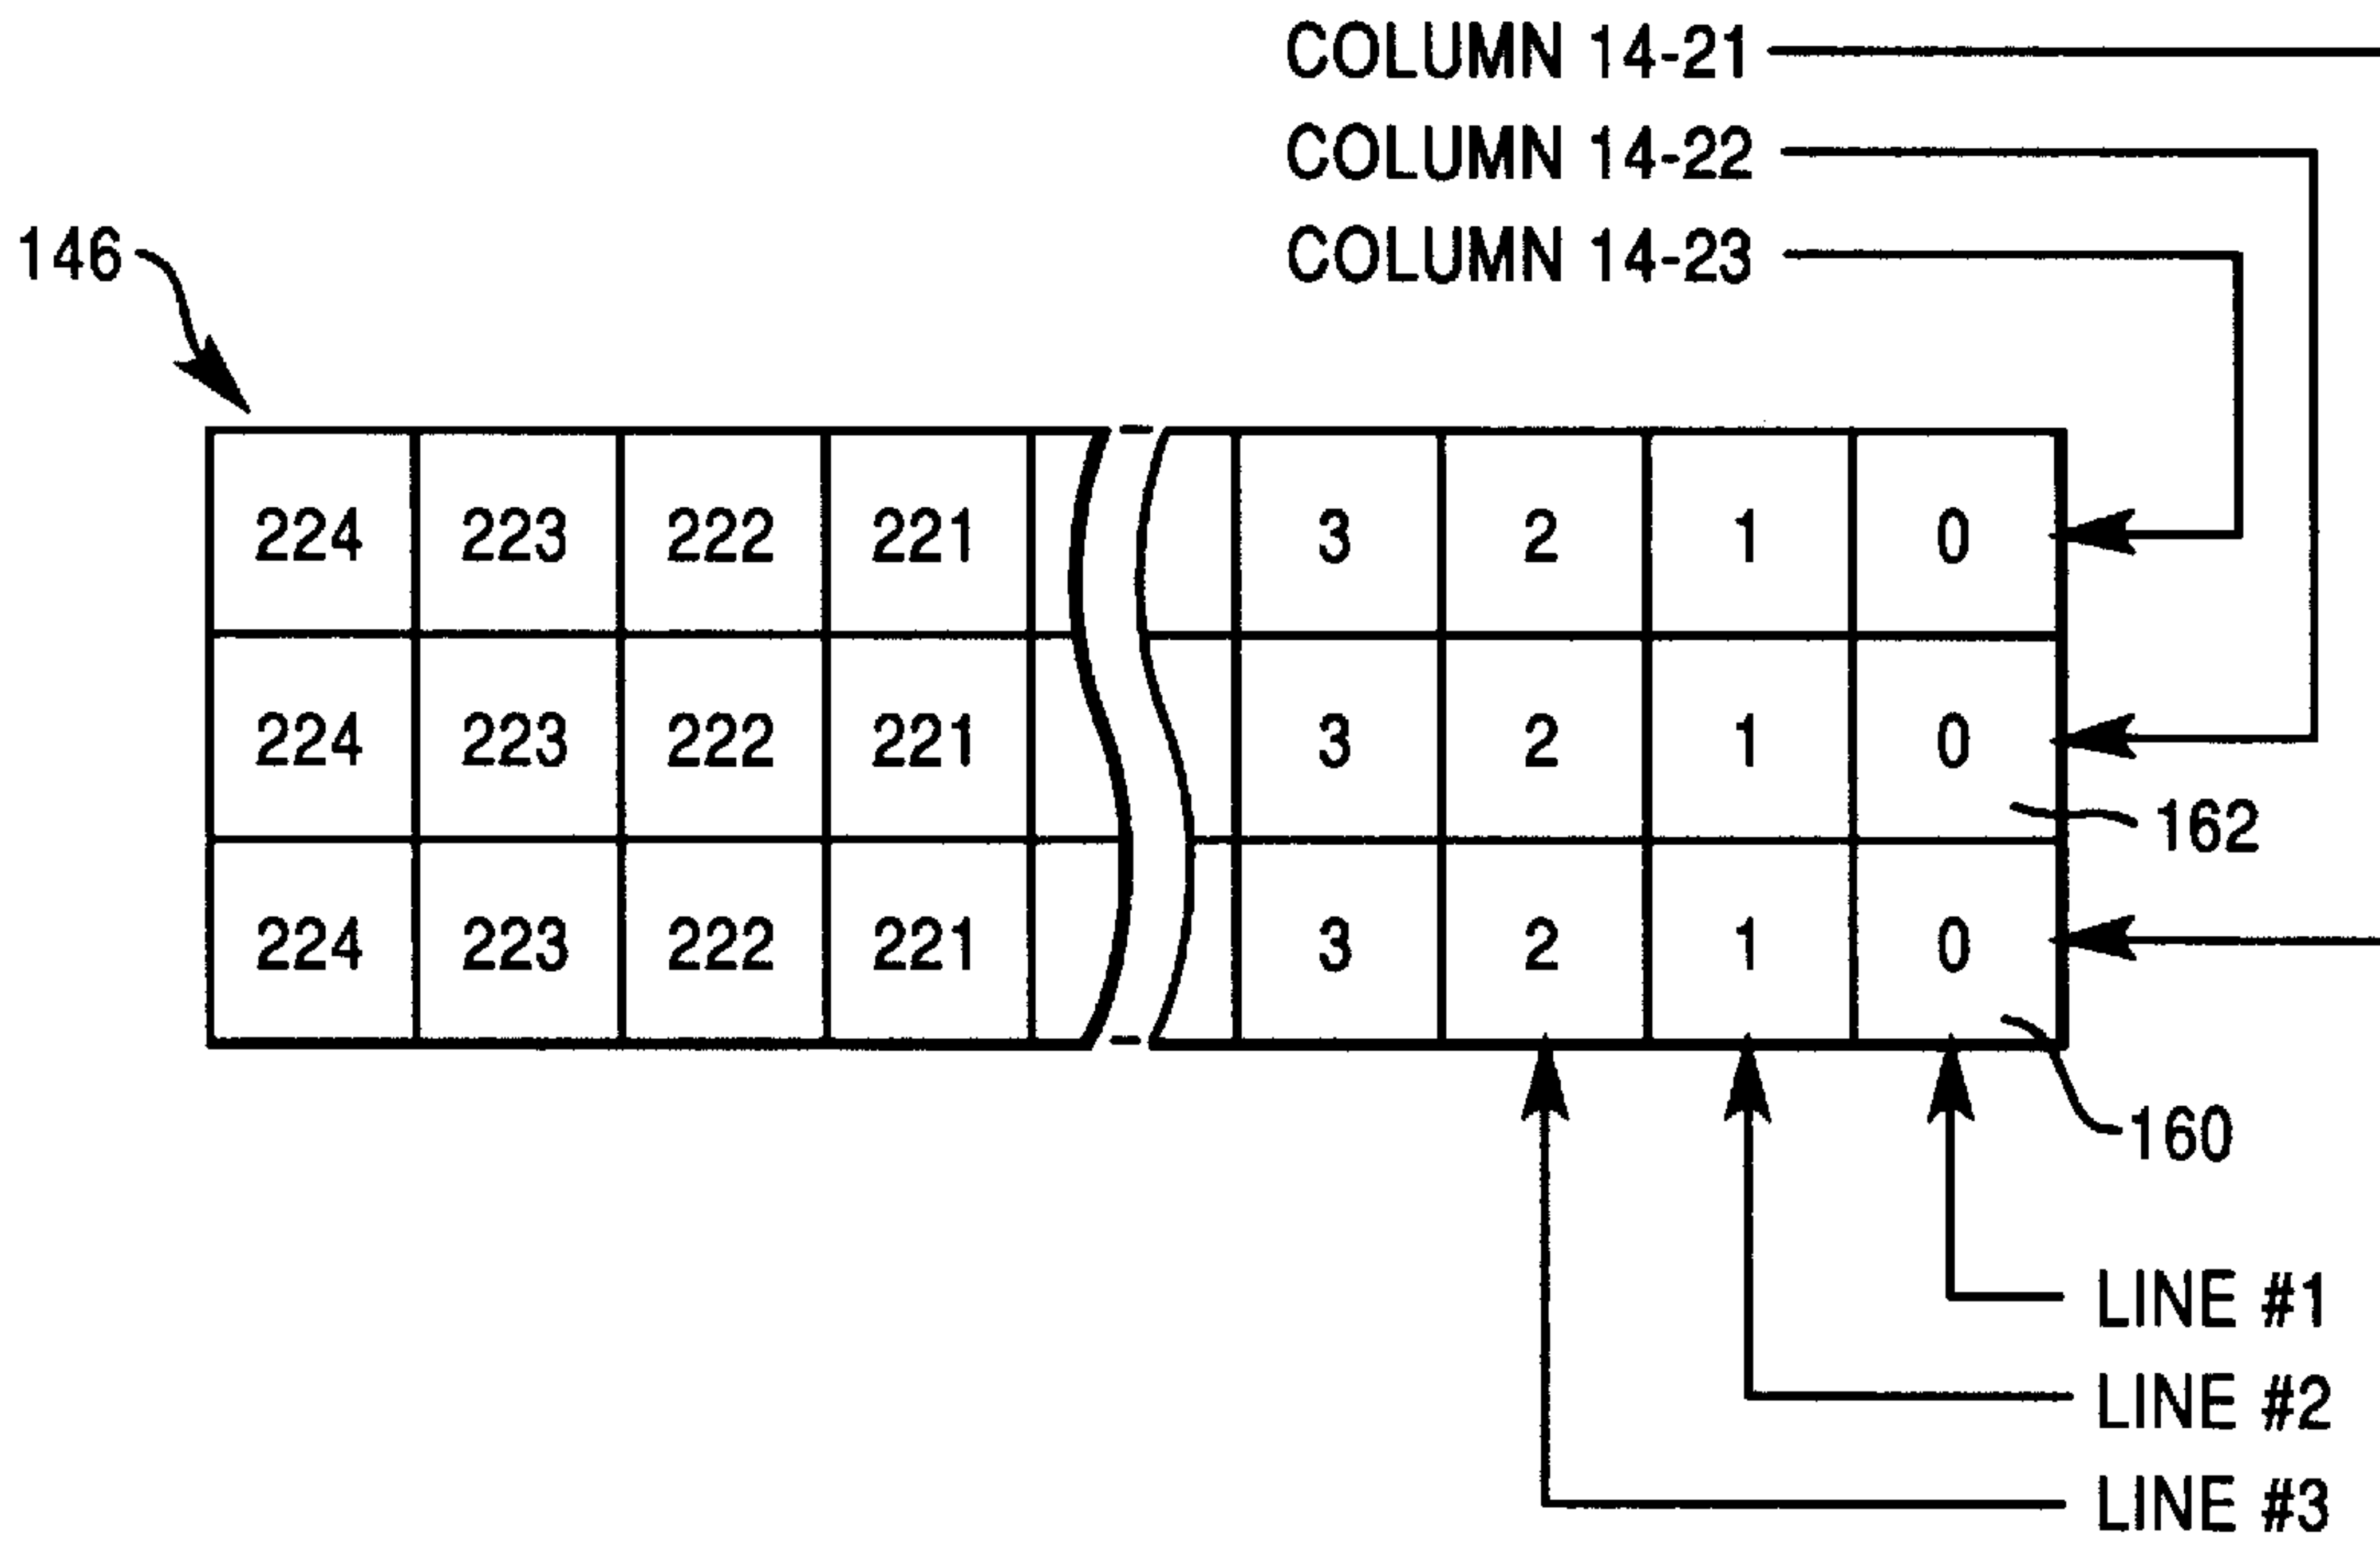 COLUMN 14-21
COLUMN 14-22
COLUMN 14-23
146
224 223 222 221 3 2 1 0
224 223 222 221 3 2 1 0
162
224 223 222 221 3 2 1 0
160
LINE #1
LINE #2
LINE #3